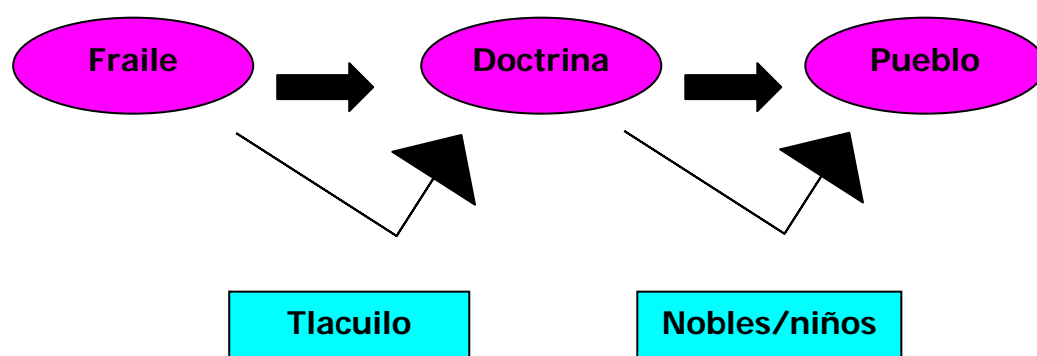 Fraile
Doctrina
Pueblo
Tlacuilo
Nobles/niños